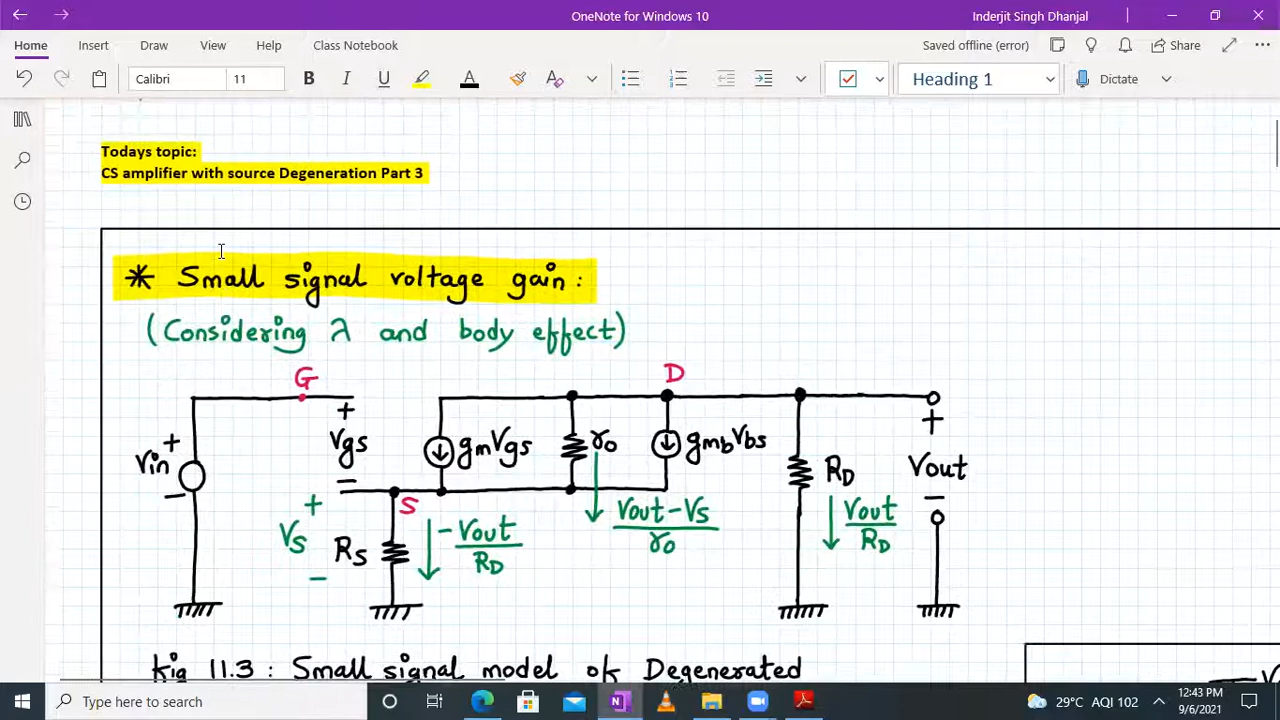 OneNote for Windows 10
Inderjit Singh Dhanjal
Home Insert Draw View Help Class Notebook
Saved offline (error)
Share
Calibri 11 B I U A Heading 1 Dictate
Todays topic:
CS amplifier with source Degeneration Part 3
* Small signal voltage gain:
(Considering λ and body effect)
G
D
+
+
+
Vin
Vgs
gmVgs
ro
gmbVbs
RD
Vout
−
−
−
+
S
Vs
Rs
−Vout
RD
Vout−Vs
ro
Vout
RD
−
Fig 11.3 : Small signal model of Degenerated
Type here to search
29°C AQI 102
12:43 PM
9/6/2021